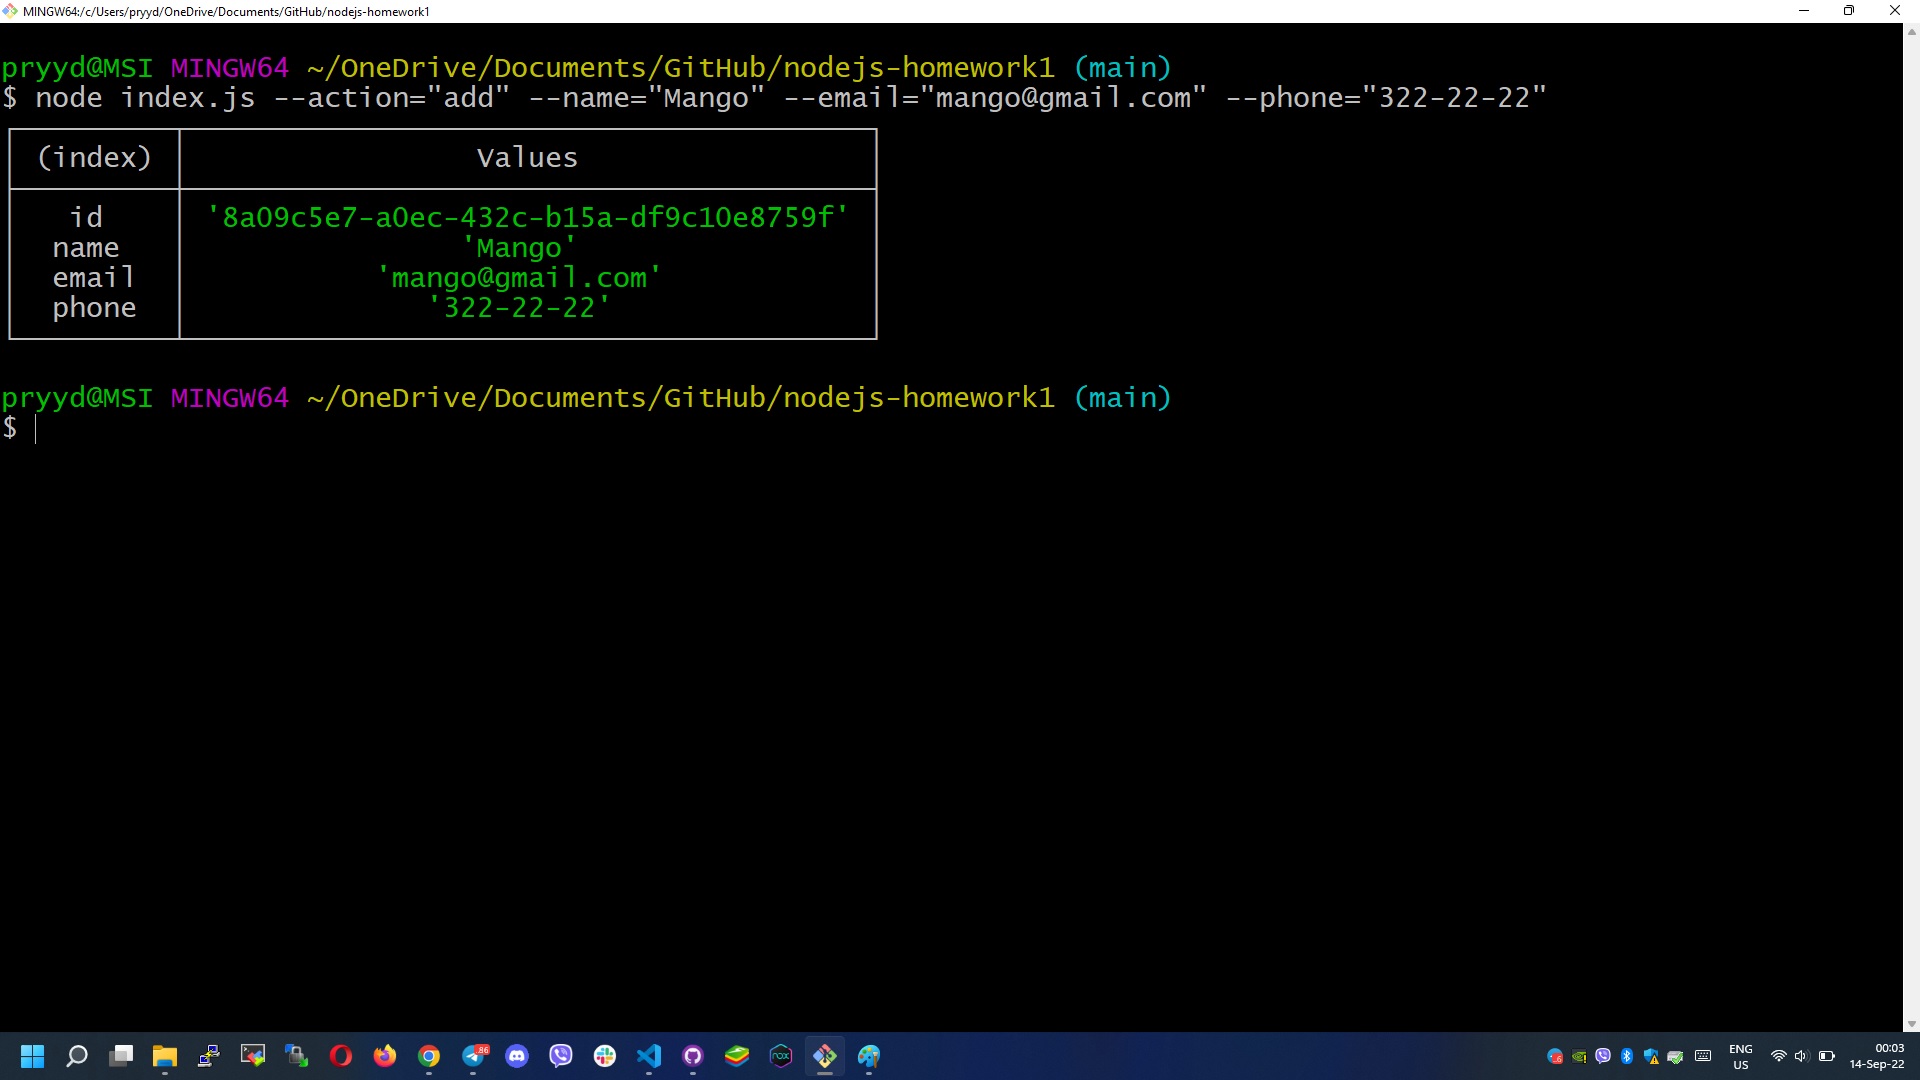 MINGW64:/c/Users/pryyd/OneDrive/Documents/GitHub/nodejs-homework1
pryyd@MSI MINGW64 ~/OneDrive/Documents/GitHub/nodejs-homework1 (main)
$ node index.js --action="add" --name="Mango" --email="mango@gmail.com" --phone="322-22-22"
(index) Values
id '8a09c5e7-a0ec-432c-b15a-df9c10e8759f'
name 'Mango'
email 'mango@gmail.com'
phone '322-22-22'
pryyd@MSI MINGW64 ~/OneDrive/Documents/GitHub/nodejs-homework1 (main)
$
86
nox
ENG
US
00:03
14-Sep-22